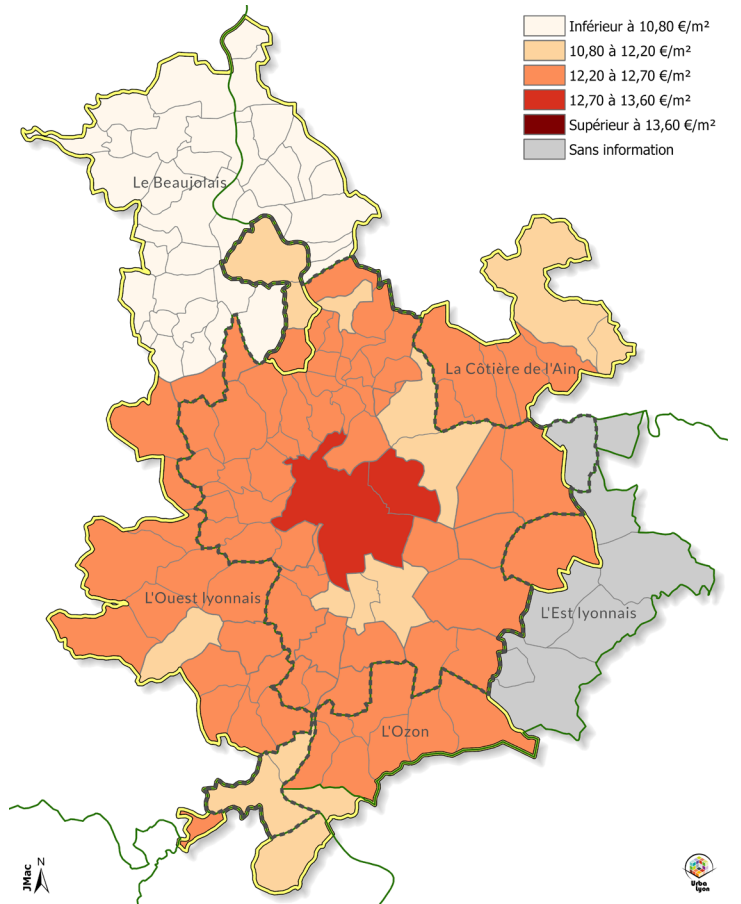 Inférieur à 10,80 €/m²
10,80 à 12,20 €/m²
12,20 à 12,70 €/m²
12,70 à 13,60 €/m²
Supérieur à 13,60 €/m²
Sans information
Le Beaujolais
La Côtière de l'Ain
L'Ouest lyonnais
L'Est lyonnais
L'Ozon
JMac
N
Urba
Lyon